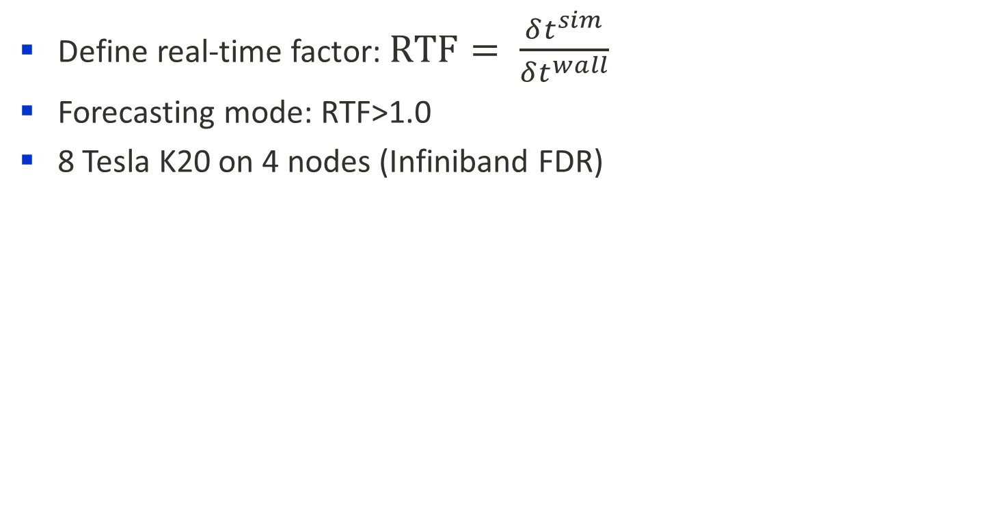 ▪ Define real-time factor: RTF = δt^sim / δt^wall
▪ Forecasting mode: RTF>1.0
▪ 8 Tesla K20 on 4 nodes (Infiniband FDR)